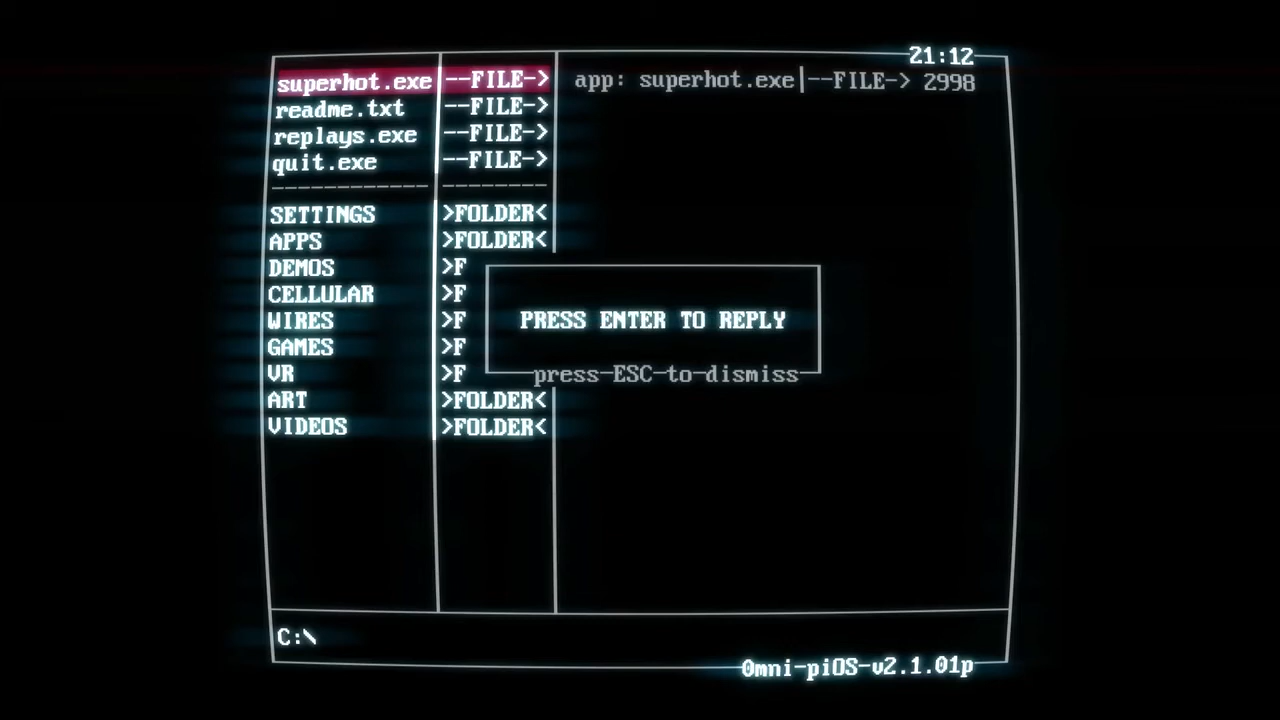 21:12
superhot.exe --FILE-> app: superhot.exe|--FILE-> 2998
readme.txt --FILE->
replays.exe --FILE->
quit.exe --FILE->
------------ --------
SETTINGS >FOLDER<
APPS >FOLDER<
DEMOS >F
CELLULAR >F
WIRES >F
GAMES >F
VR >F
ART >FOLDER<
VIDEOS >FOLDER<
PRESS ENTER TO REPLY
press-ESC-to-dismiss
C:\
0mni-piOS-v2.1.01p